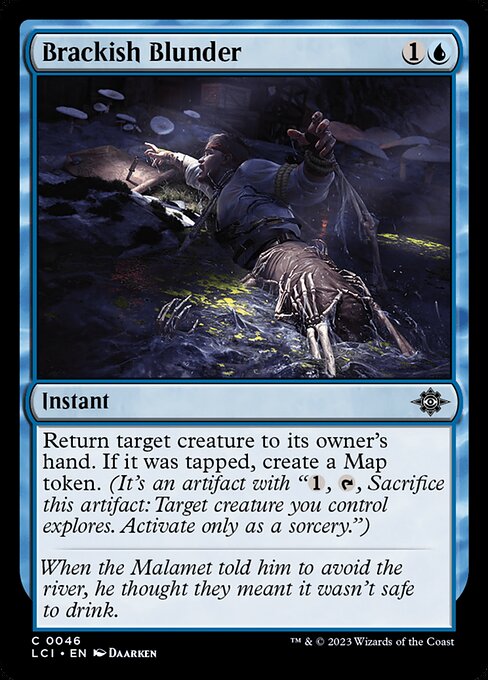 Brackish Blunder 1
Instant
Return target creature to its owner's
hand. If it was tapped, create a Map
token. (It's an artifact with “1, , Sacrifice
this artifact: Target creature you control
explores. Activate only as a sorcery.”)
When the Malamet told him to avoid the
river, he thought they meant it wasn't safe
to drink.
C 0046
LCI • EN DAARKEN
™ & © 2023 Wizards of the Coast